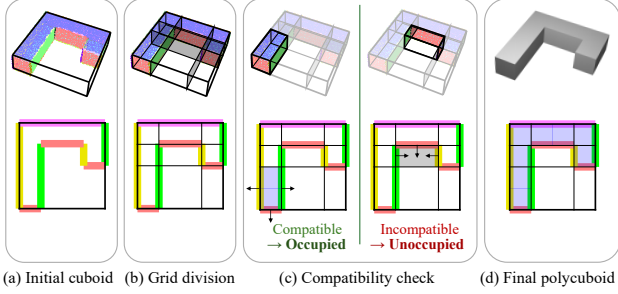 Compatible
→ Occupied
Incompatible
→ Unoccupied
(a) Initial cuboid (b) Grid division (c) Compatibility check (d) Final polycuboid